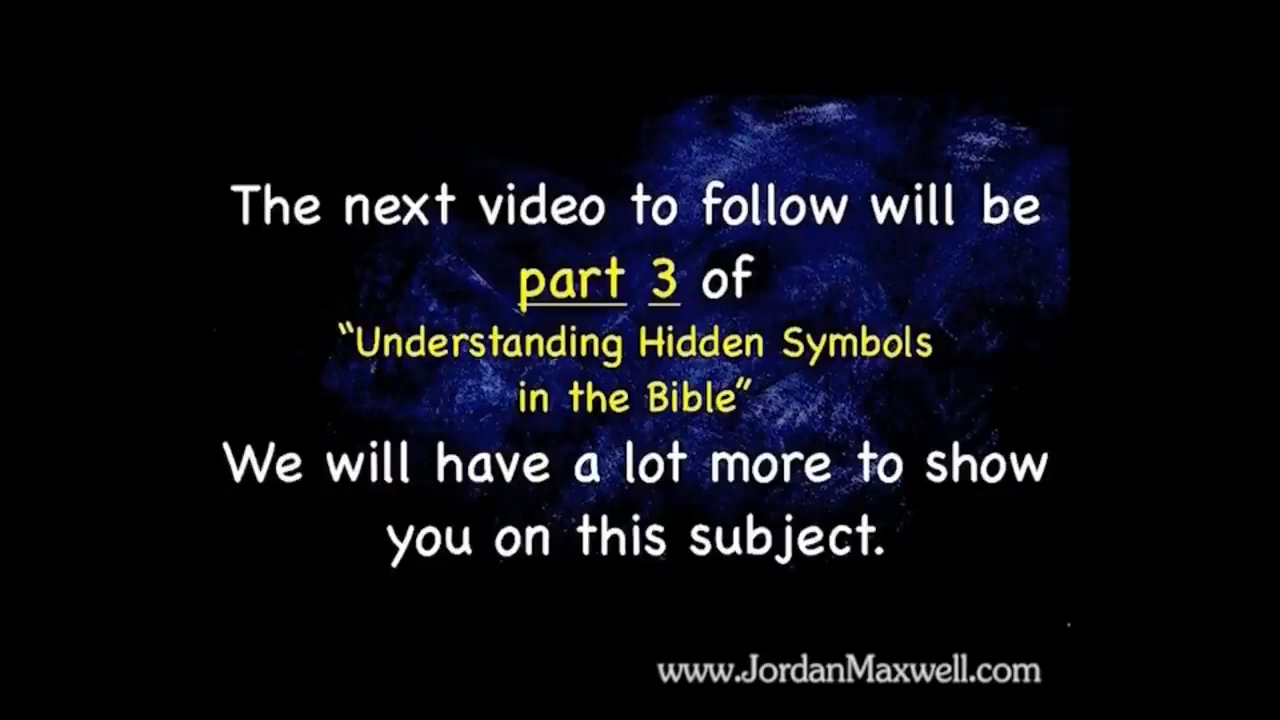 The next video to follow will be
part 3 of
“Understanding Hidden Symbols
in the Bible”
We will have a lot more to show
you on this subject.
www.JordanMaxwell.com